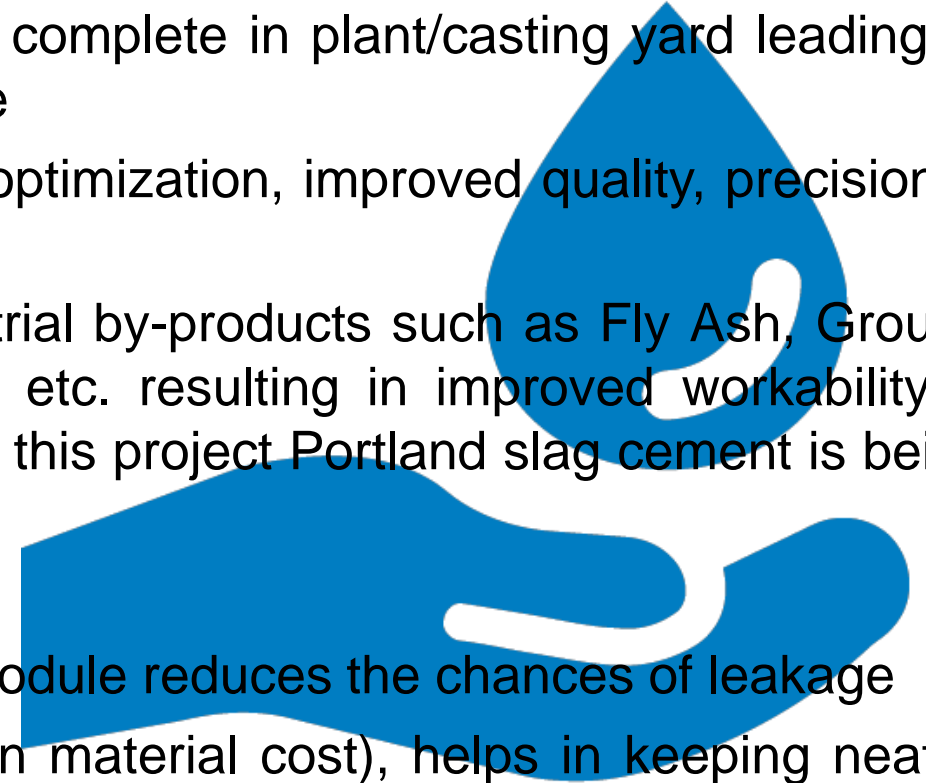 complete in plant/casting yard leading
e
optimization, improved quality, precision
trial by-products such as Fly Ash, Grou
etc. resulting in improved workability
this project Portland slag cement is bei
odule reduces the chances of leakage
n material cost), helps in keeping neat